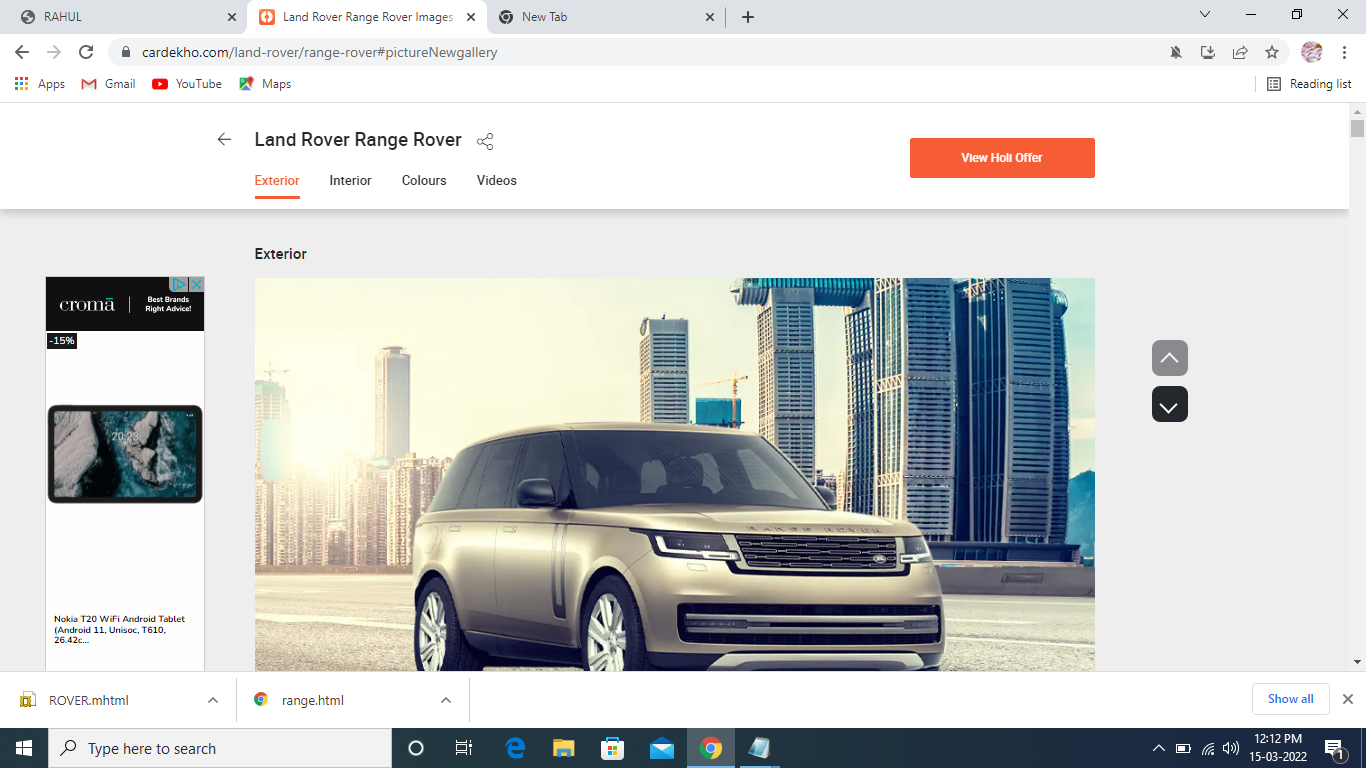 RAHUL
Land Rover Range Rover Images
New Tab
cardekho.com/land-rover/range-rover#pictureNewgallery
Apps
Gmail
YouTube
Maps
Reading list
Land Rover Range Rover
View Holi Offer
Exterior
Interior
Colours
Videos
Exterior
cromā
Best Brands
Right Advice!
-15%
20:23
Nokia T20 WiFi Android Tablet
(Android 11, Unisoc, T610,
26.42c...
RANGE ROVER
ROVER.mhtml
range.html
Show all
Type here to search
12:12 PM
15-03-2022
1